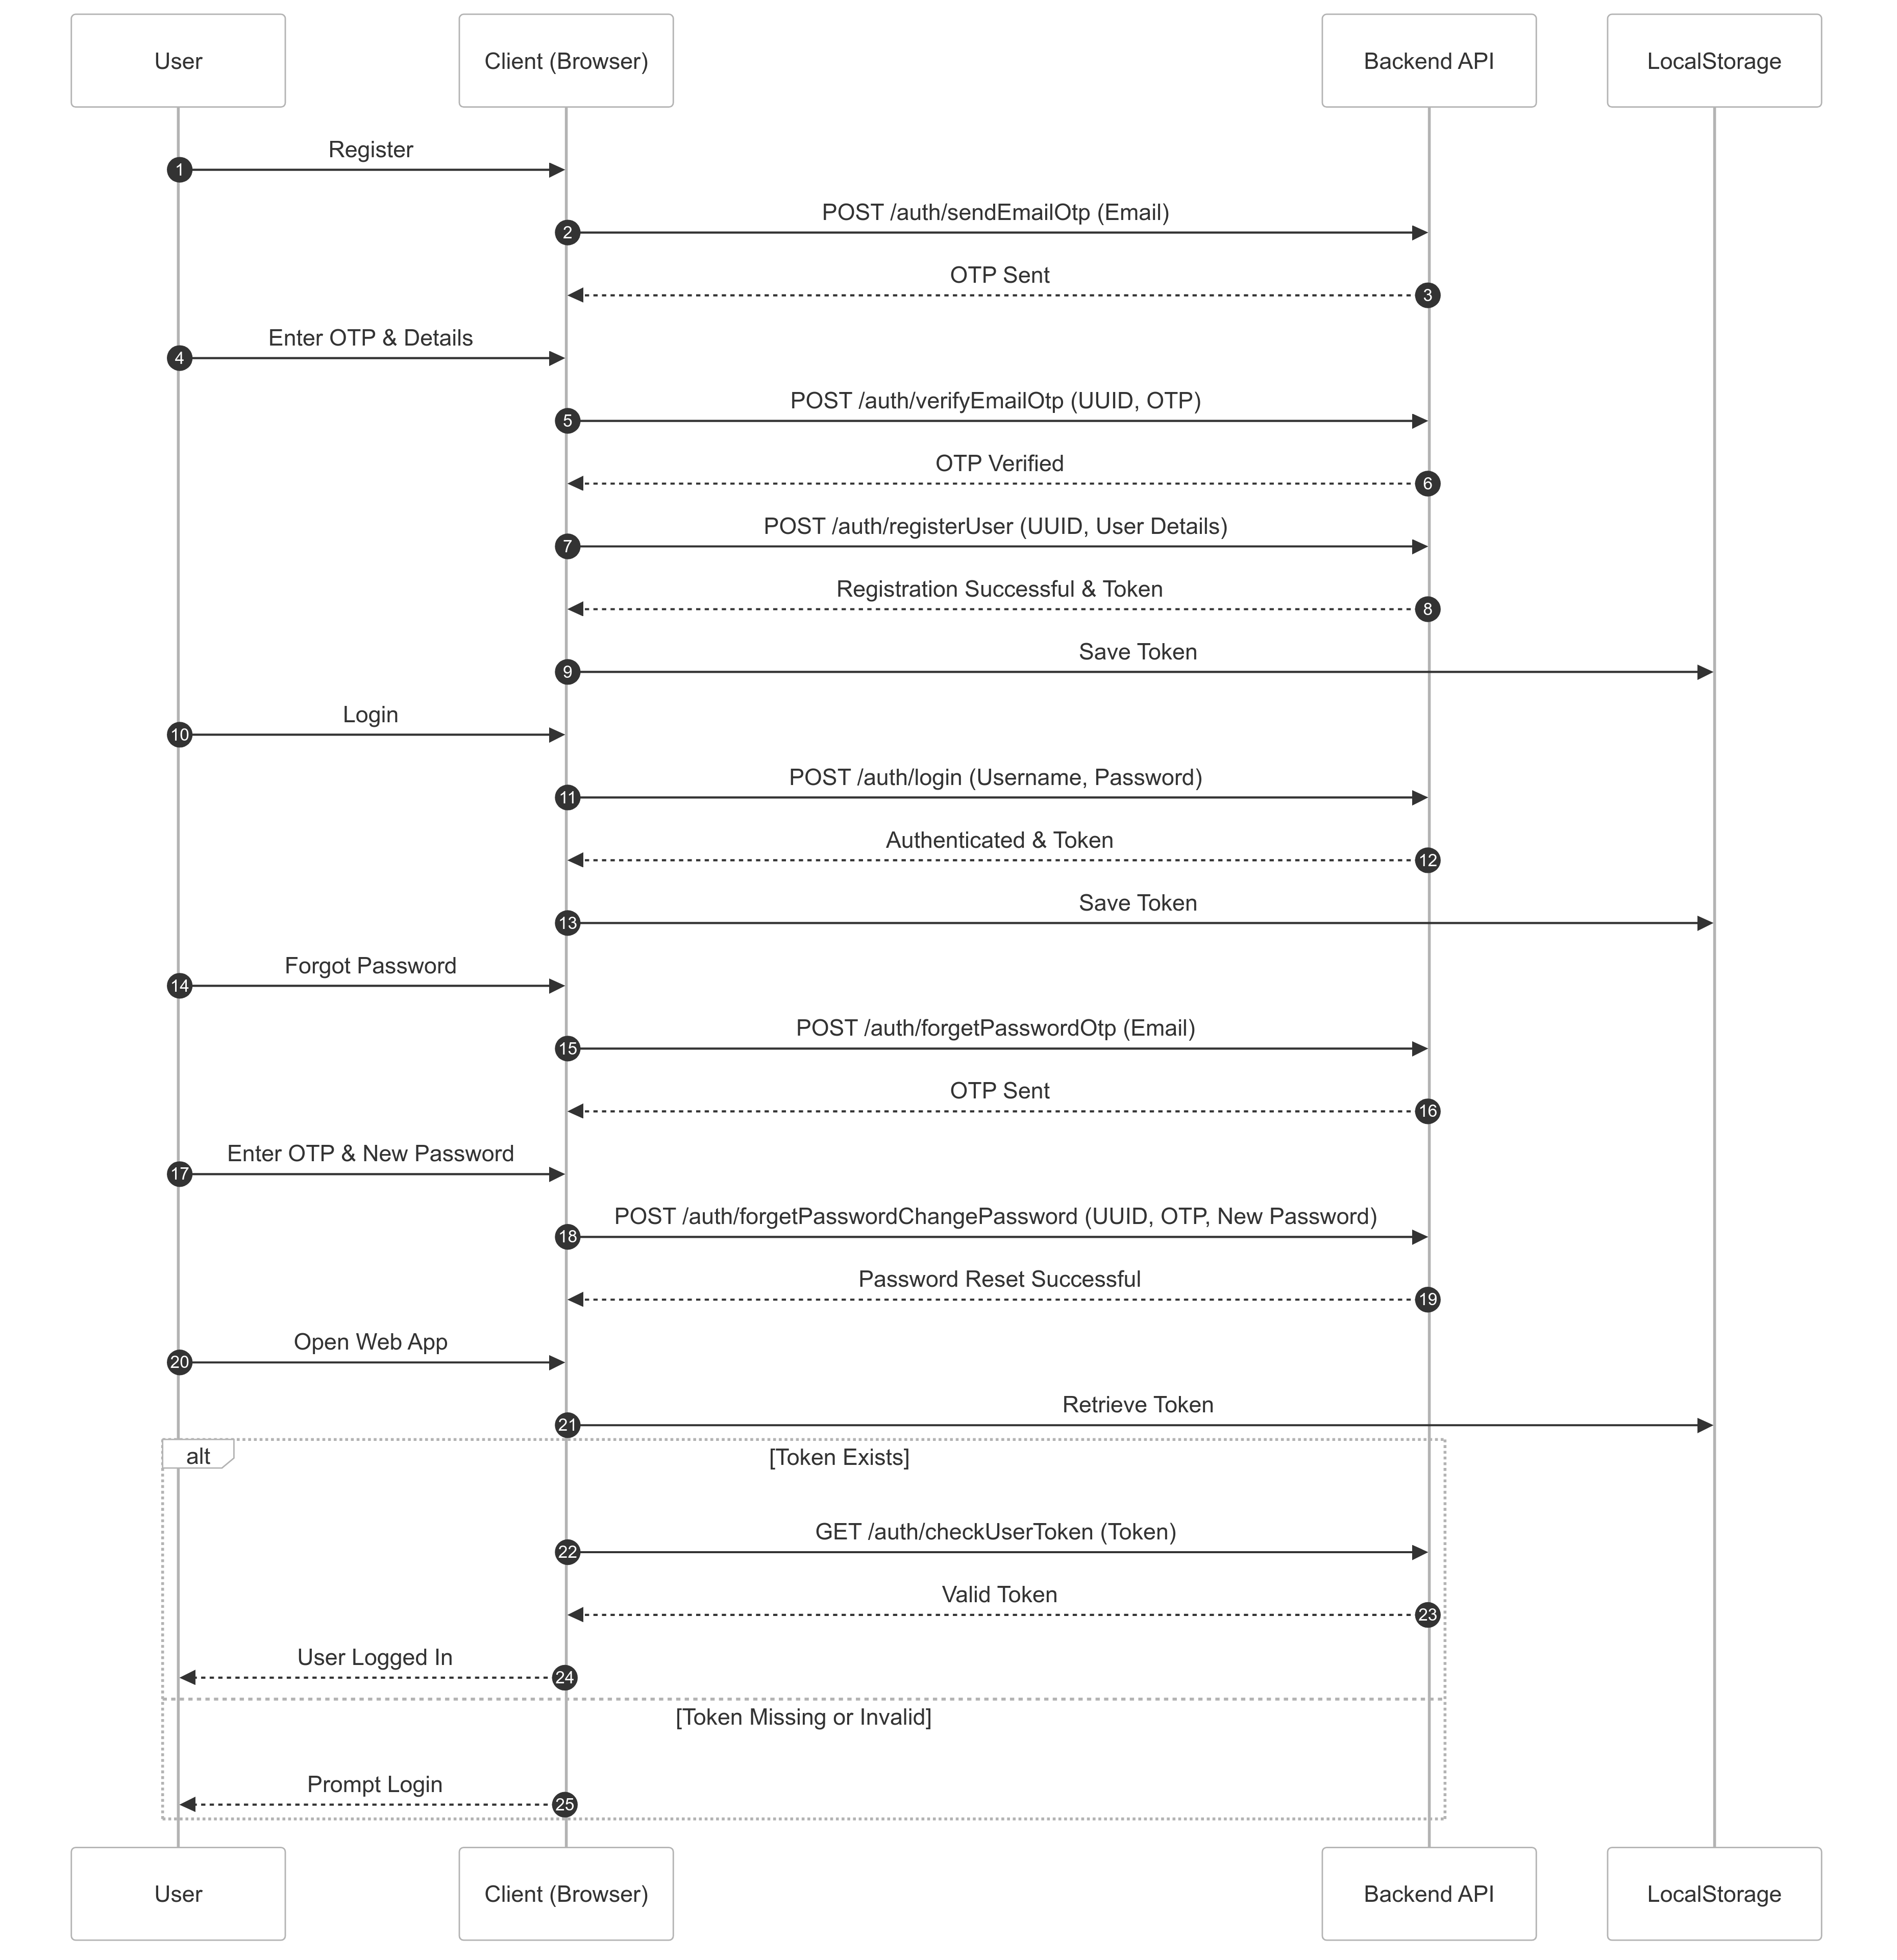 User
Client (Browser)
Backend API
LocalStorage
Register
1
POST /auth/sendEmailOtp (Email)
2
OTP Sent
3
Enter OTP & Details
4
POST /auth/verifyEmailOtp (UUID, OTP)
5
OTP Verified
6
POST /auth/registerUser (UUID, User Details)
7
Registration Successful & Token
8
Save Token
9
Login
10
POST /auth/login (Username, Password)
11
Authenticated & Token
12
Save Token
13
Forgot Password
14
POST /auth/forgetPasswordOtp (Email)
15
OTP Sent
16
Enter OTP & New Password
17
POST /auth/forgetPasswordChangePassword (UUID, OTP, New Password)
18
Password Reset Successful
19
Open Web App
20
Retrieve Token
21
alt
[Token Exists]
GET /auth/checkUserToken (Token)
22
Valid Token
23
User Logged In
24
[Token Missing or Invalid]
Prompt Login
25
User
Client (Browser)
Backend API
LocalStorage